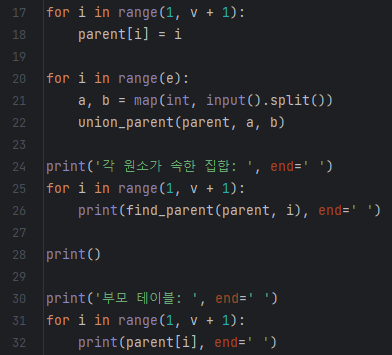 17 for i in range(1, v + 1):
18     parent[i] = i
19
20 for i in range(e):
21     a, b = map(int, input().split())
22     union_parent(parent, a, b)
23
24 print('각 원소가 속한 집합: ', end=' ')
25 for i in range(1, v + 1):
26     print(find_parent(parent, i), end=' ')
27
28 print()
29
30 print('부모 테이블: ', end=' ')
31 for i in range(1, v + 1):
32     print(parent[i], end=' ')